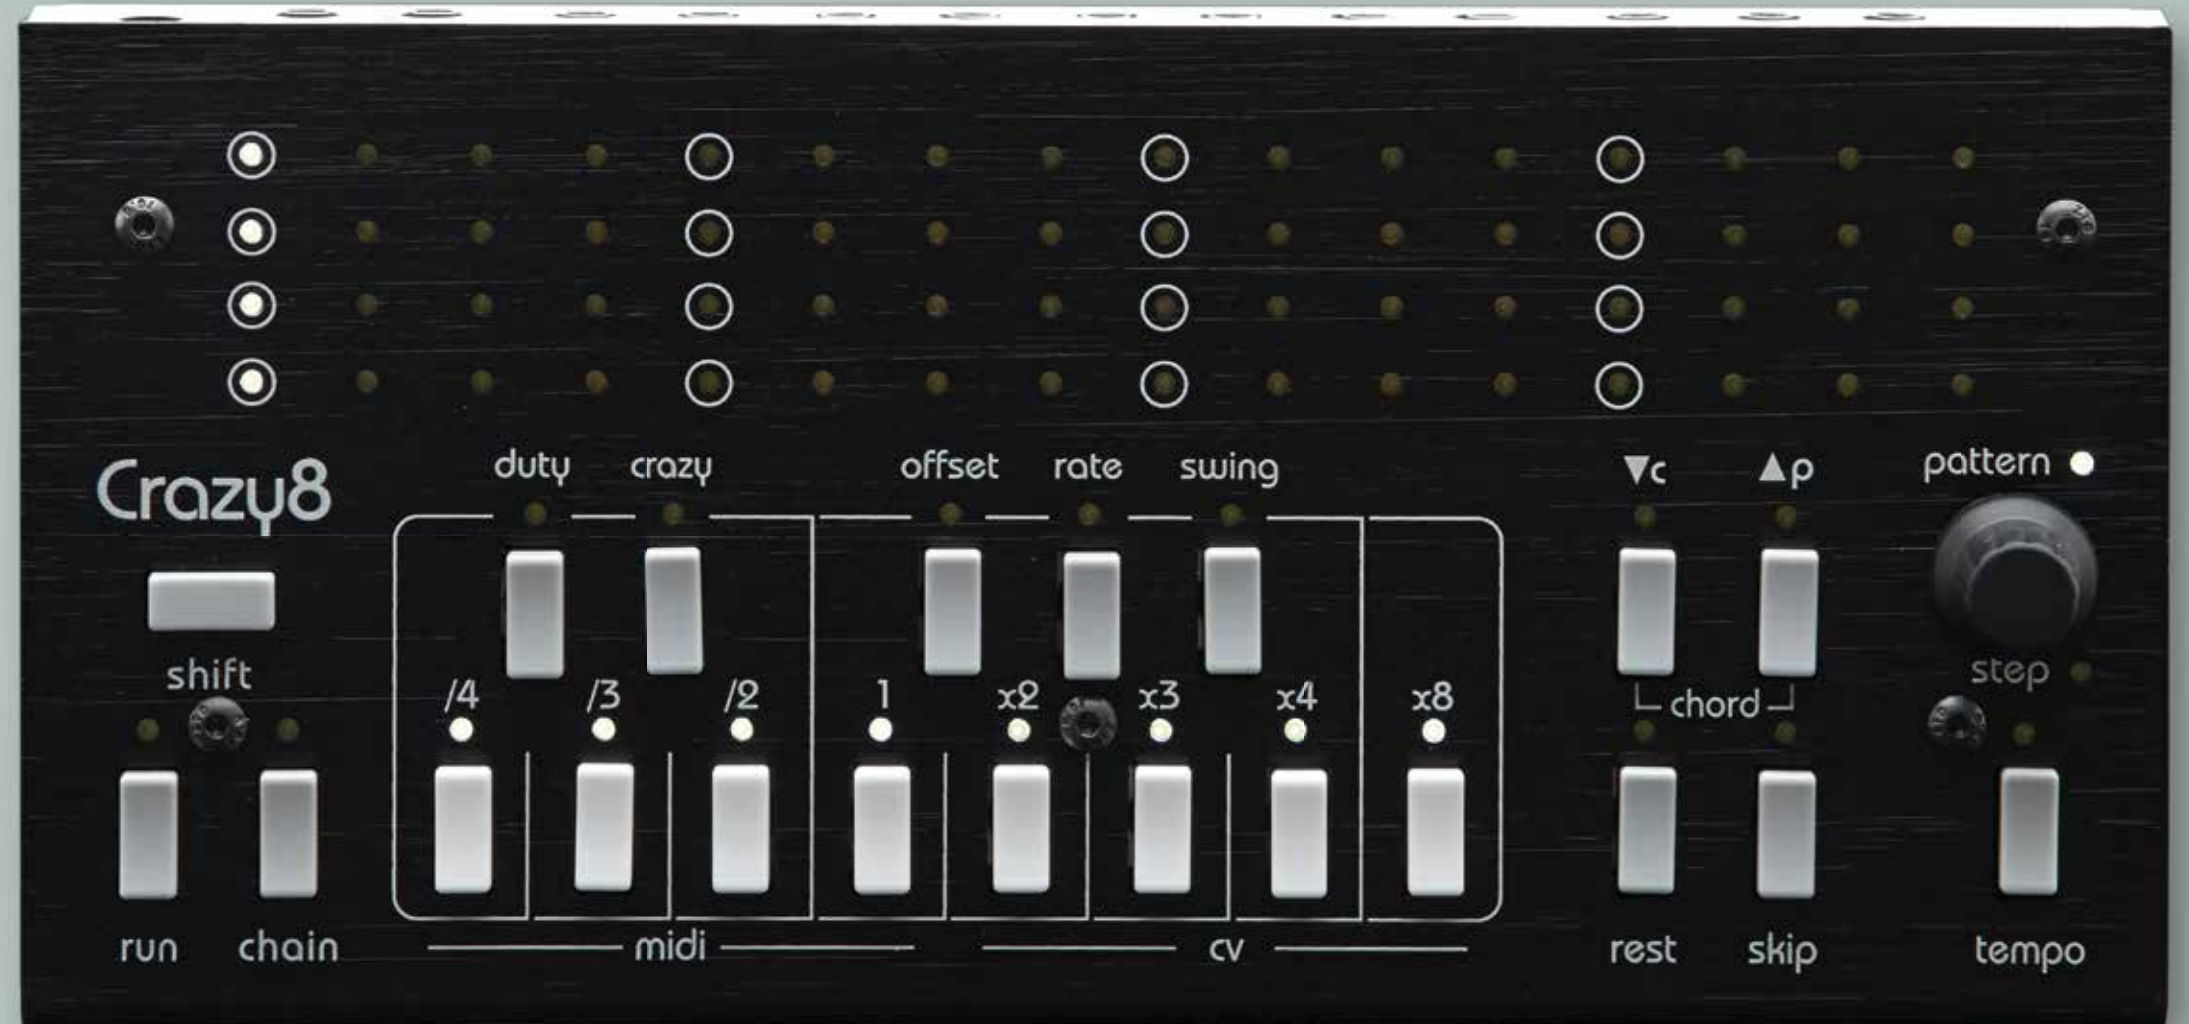 duty crazy offset rate swing ▼c ▲p pattern
Crazy8
shift
/4 /3 /2 1 x2 x3 x4 x8
chord
step
run chain midi cv rest skip tempo